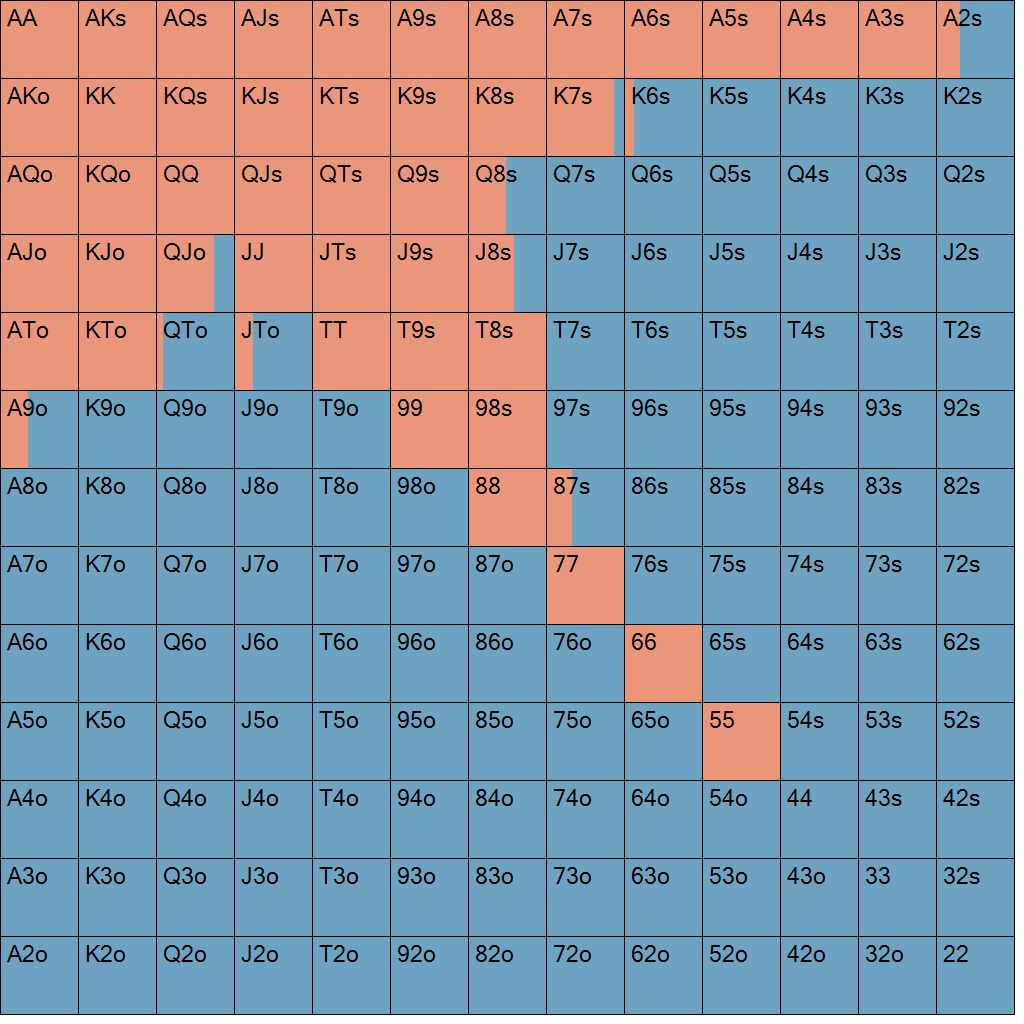 AA AKs AQs AJs ATs A9s A8s A7s A6s A5s A4s A3s A2s
AKo KK KQs KJs KTs K9s K8s K7s K6s K5s K4s K3s K2s
AQo KQo QQ QJs QTs Q9s Q8s Q7s Q6s Q5s Q4s Q3s Q2s
AJo KJo QJo JJ JTs J9s J8s J7s J6s J5s J4s J3s J2s
ATo KTo QTo JTo TT T9s T8s T7s T6s T5s T4s T3s T2s
A9o K9o Q9o J9o T9o 99 98s 97s 96s 95s 94s 93s 92s
A8o K8o Q8o J8o T8o 98o 88 87s 86s 85s 84s 83s 82s
A7o K7o Q7o J7o T7o 97o 87o 77 76s 75s 74s 73s 72s
A6o K6o Q6o J6o T6o 96o 86o 76o 66 65s 64s 63s 62s
A5o K5o Q5o J5o T5o 95o 85o 75o 65o 55 54s 53s 52s
A4o K4o Q4o J4o T4o 94o 84o 74o 64o 54o 44 43s 42s
A3o K3o Q3o J3o T3o 93o 83o 73o 63o 53o 43o 33 32s
A2o K2o Q2o J2o T2o 92o 82o 72o 62o 52o 42o 32o 22